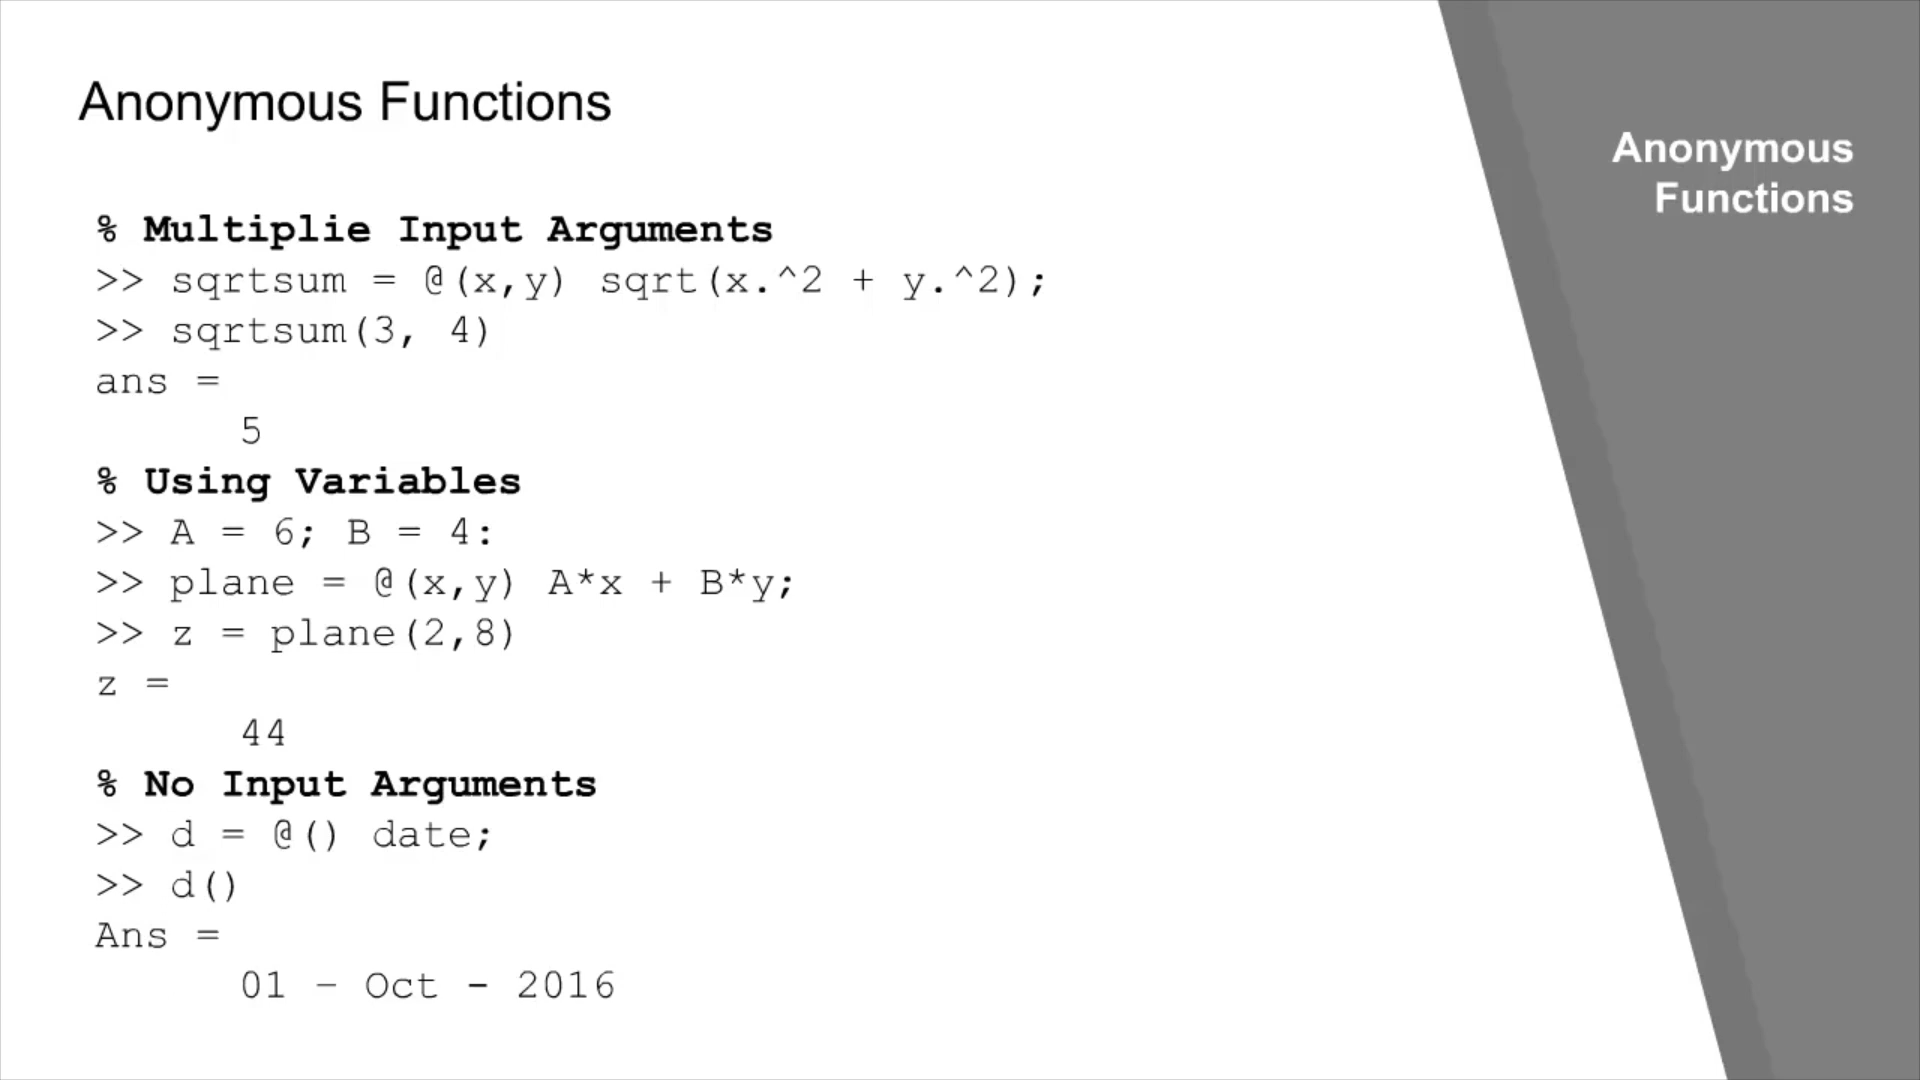 Anonymous Functions
Anonymous
Functions
% Multiplie Input Arguments
>> sqrtsum = @(x,y) sqrt(x.^2 + y.^2);
>> sqrtsum(3, 4)
ans =
5
% Using Variables
>> A = 6; B = 4:
>> plane = @(x,y) A*x + B*y;
>> z = plane(2,8)
z =
44
% No Input Arguments
>> d = @() date;
>> d()
Ans =
01 – Oct - 2016